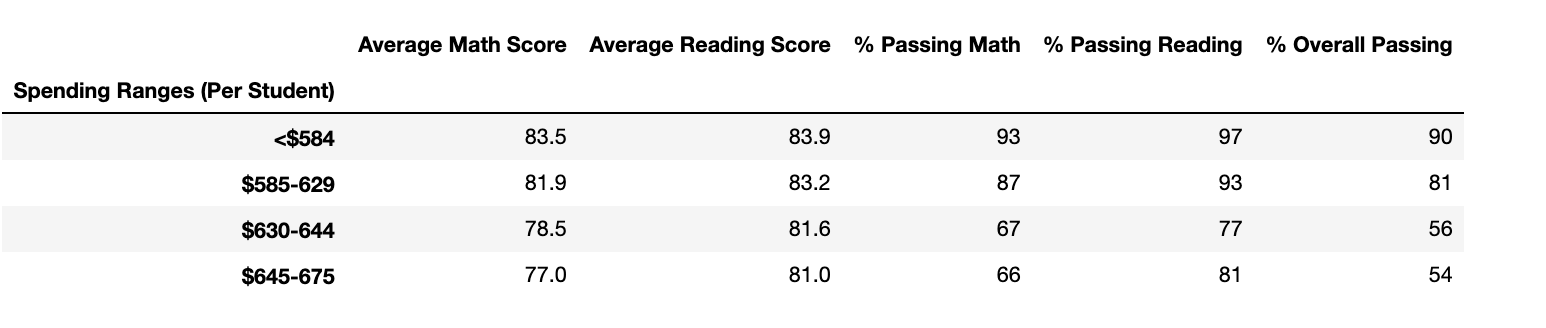 Average Math Score Average Reading Score % Passing Math % Passing Reading % Overall Passing
Spending Ranges (Per Student)
<$584 83.5 83.9 93 97 90
$585-629 81.9 83.2 87 93 81
$630-644 78.5 81.6 67 77 56
$645-675 77.0 81.0 66 81 54